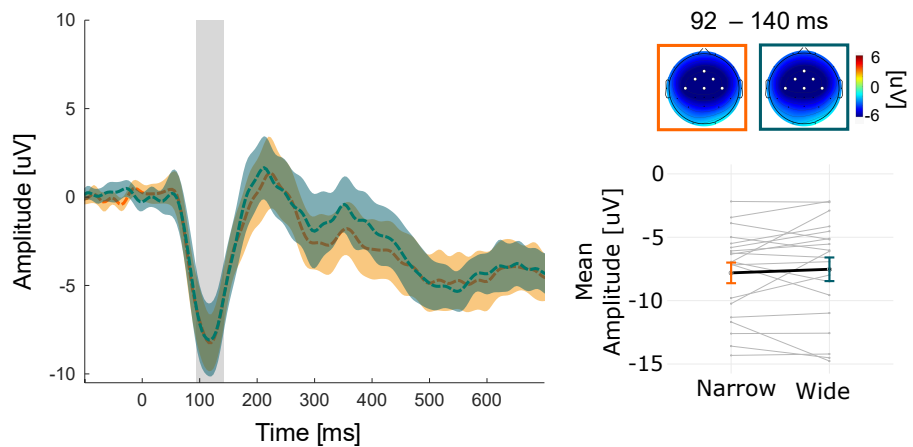 10
5
0
-5
-10
Amplitude [uV]
0
100
200
300
400
500
600
Time [ms]
92 – 140 ms
6
0
-6
[uV]
0
-5
-10
-15
Mean
Amplitude [uV]
Narrow
Wide